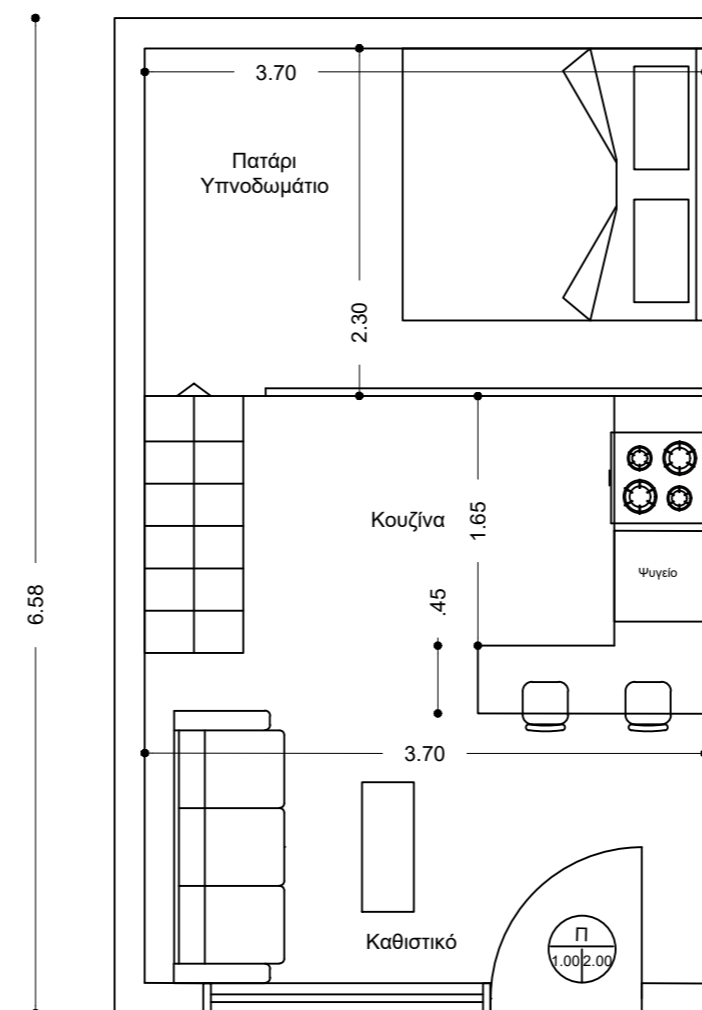 3.70
Πατάρι
Υπνοδωμάτιο
2.30
Κουζίνα
1.65
Ψυγείο
.45
6.58
3.70
Καθιστικό
Π
1.00 2.00